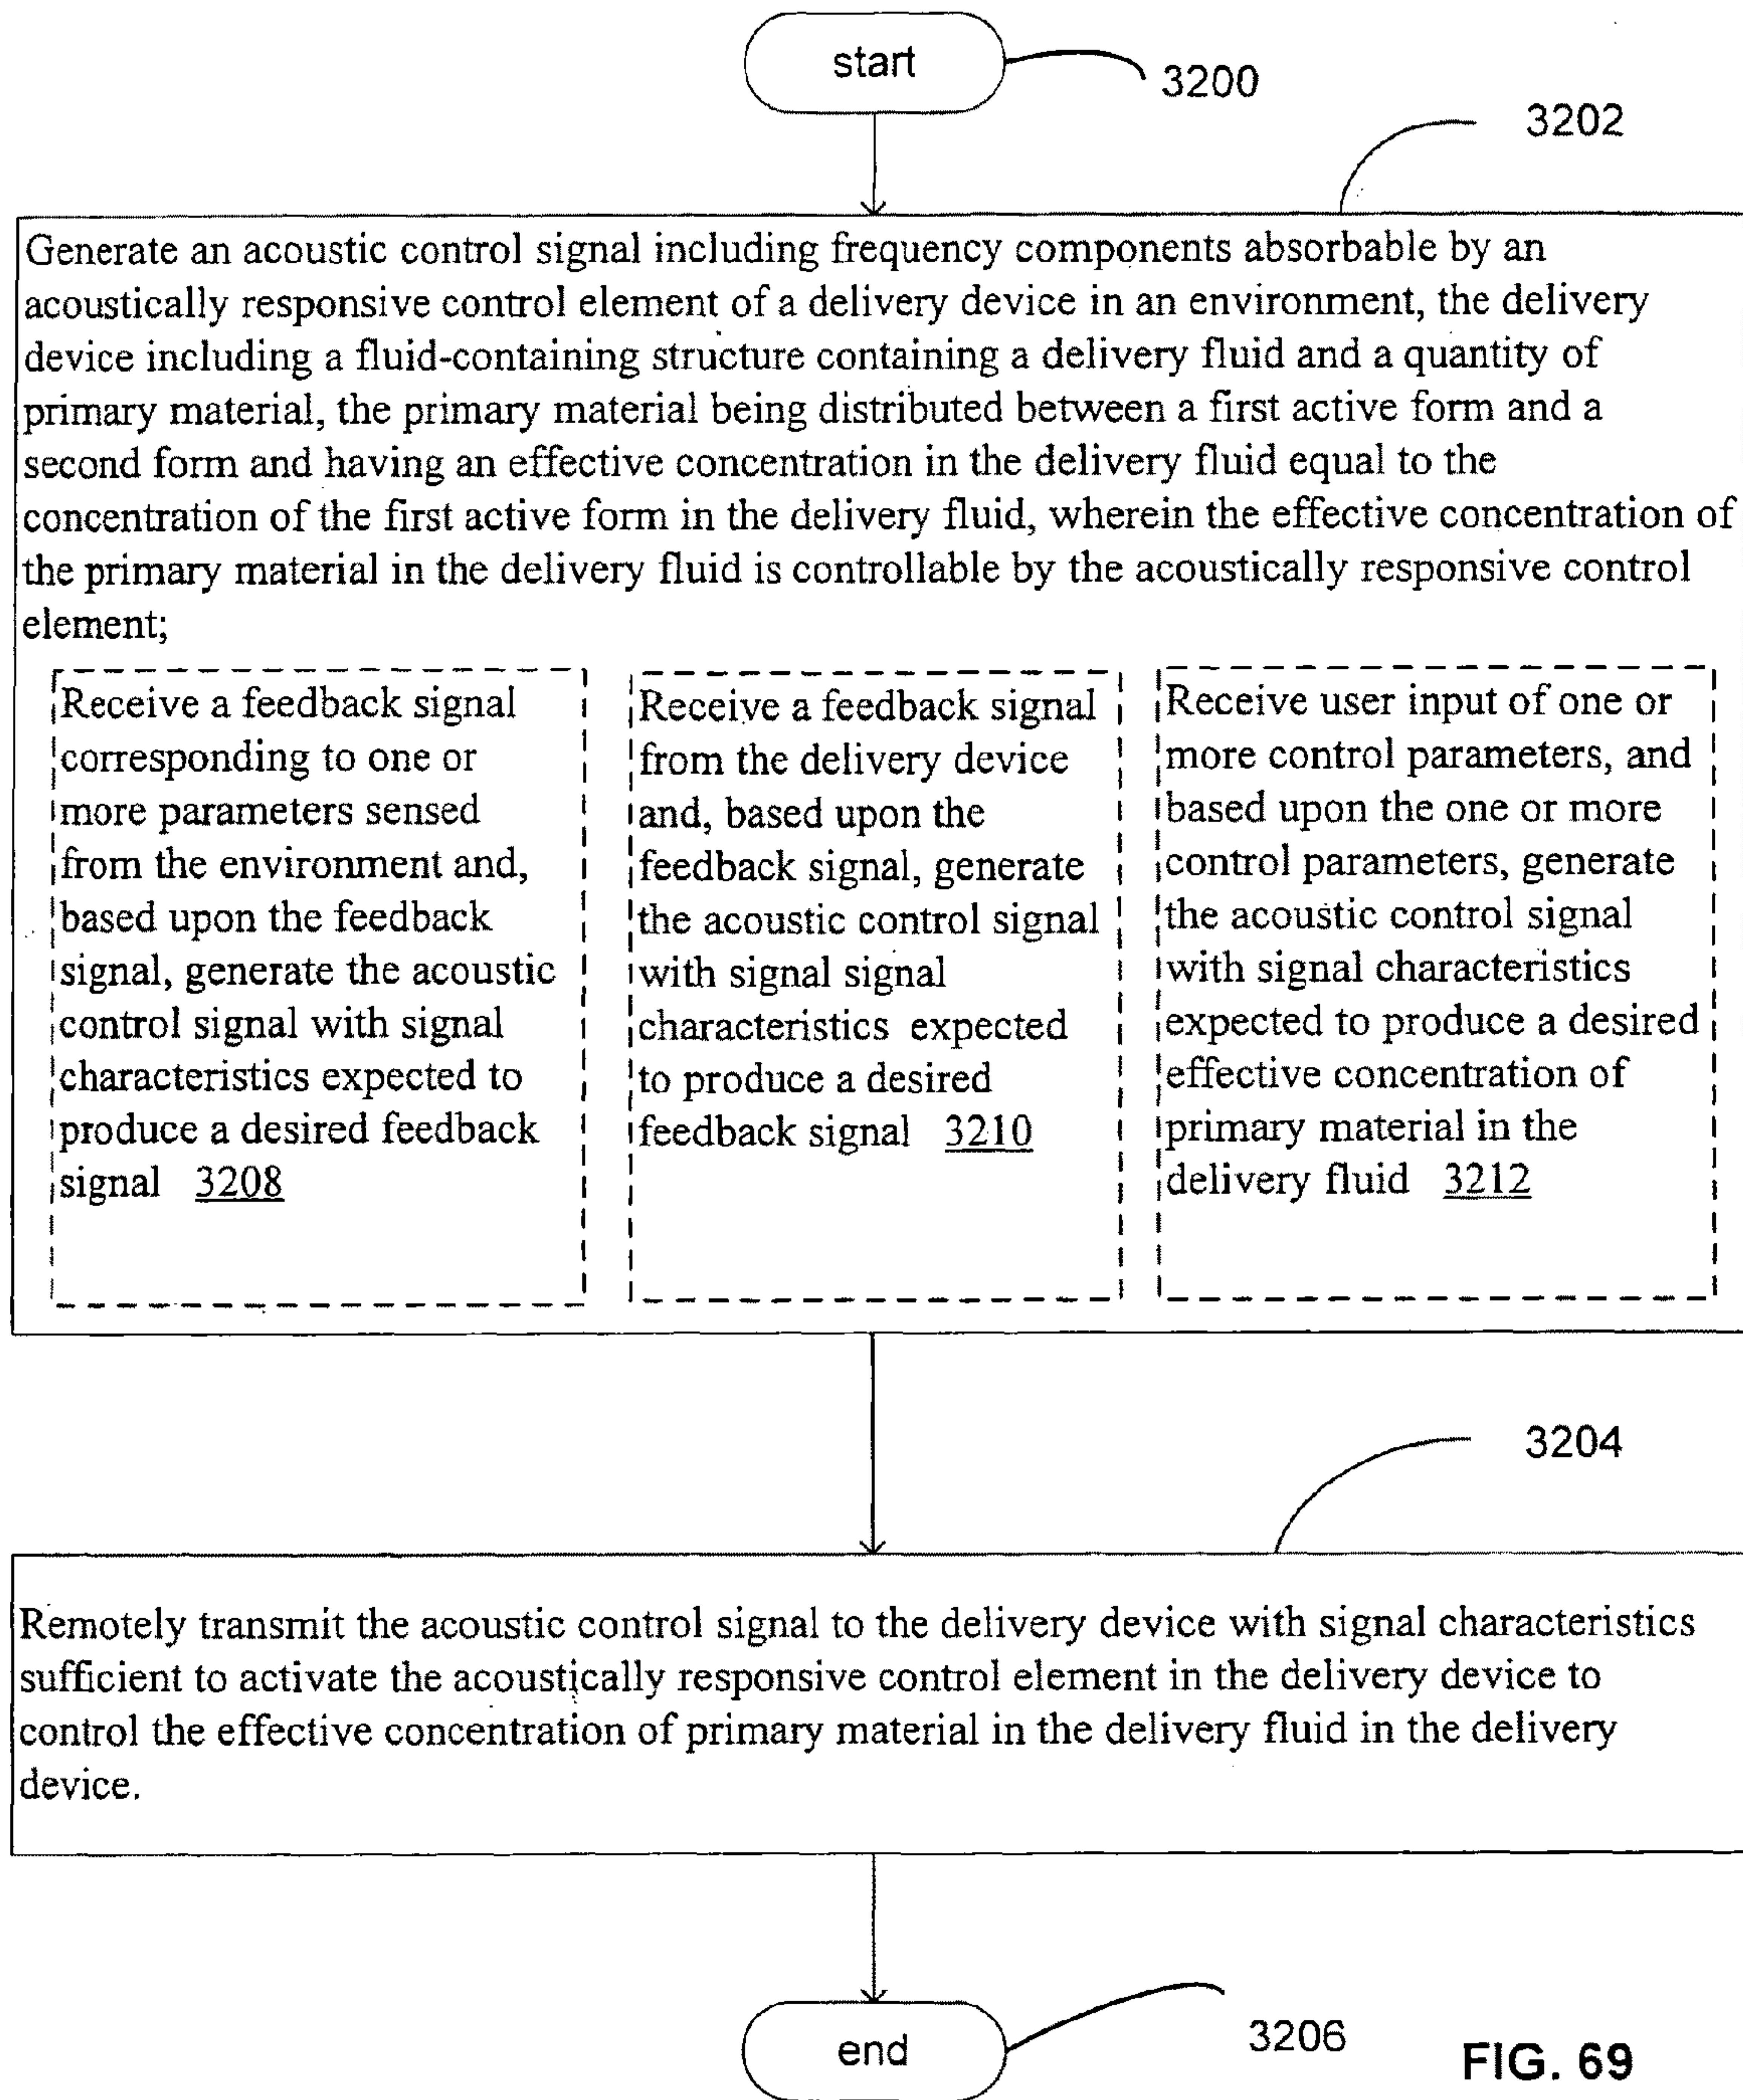 start
3200
3202
Generate an acoustic control signal including frequency components absorbable by an
acoustically responsive control element of a delivery device in an environment, the delivery
device including a fluid-containing structure containing a delivery fluid and a quantity of
primary material, the primary material being distributed between a first active form and a
second form and having an effective concentration in the delivery fluid equal to the
concentration of the first active form in the delivery fluid, wherein the effective concentration of
the primary material in the delivery fluid is controllable by the acoustically responsive control
element;
Receive a feedback signal
corresponding to one or
more parameters sensed
from the environment and,
based upon the feedback
signal, generate the acoustic
control signal with signal
characteristics expected to
produce a desired feedback
signal 3208
Receive a feedback signal
from the delivery device
and, based upon the
feedback signal, generate
the acoustic control signal
with signal signal
characteristics expected
to produce a desired
feedback signal 3210
Receive user input of one or
more control parameters, and
based upon the one or more
control parameters, generate
the acoustic control signal
with signal characteristics
expected to produce a desired
effective concentration of
primary material in the
delivery fluid 3212
3204
Remotely transmit the acoustic control signal to the delivery device with signal characteristics
sufficient to activate the acoustically responsive control element in the delivery device to
control the effective concentration of primary material in the delivery fluid in the delivery
device.
end
3206
FIG. 69